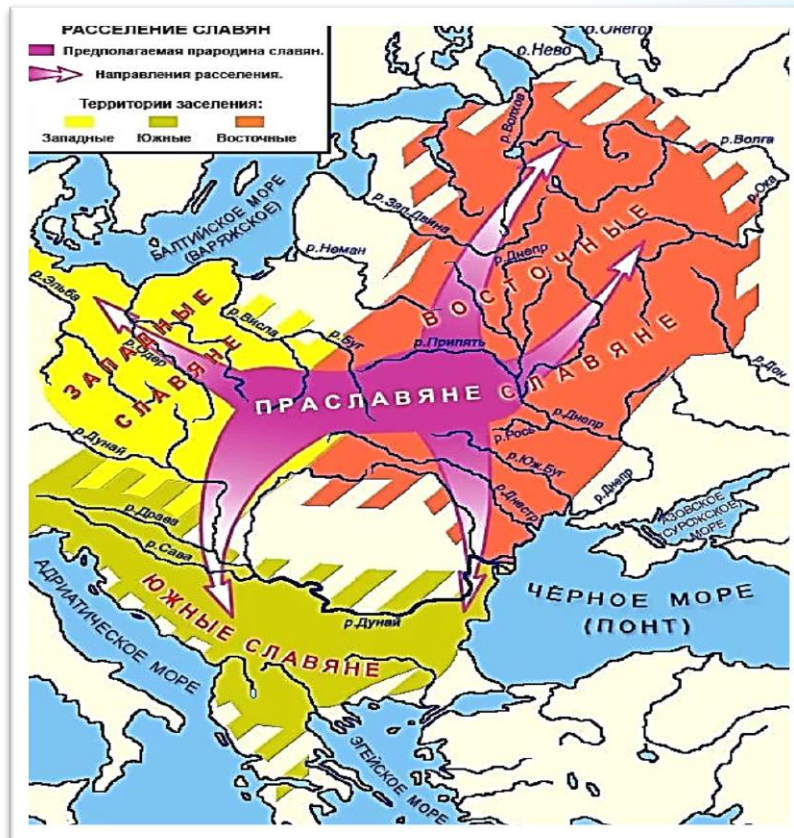 РАССЕЛЕНИЕ СЛАВЯН
Предполагаемая прародина славян.
Направления расселения.
Территории заселения:
Западные Южные Восточные
р.Нево
р.Онего
р.Волхов
р.Волга
р.Ока
БАЛТИЙСКОЕ МОРЕ
(ВАРЯЖСКОЕ)
р.Зап.Двина
р.Неман
р.Днепр
ВОСТОЧНЫЕ
СЛАВЯНЕ
р.Эльба
р.Висла
р.Буг
р.Одер
ЗАПАДНЫЕ
СЛАВЯНЕ
р.Припять
р.Дон
ПРАСЛАВЯНЕ
р.Днепр
р.Рось
р.Юж.Буг
р.Днестр
р.Днепр
р.Дунай
р.Драва
р.Сава
АЗОВСКОЕ
(СУРОЖСКОЕ)
МОРЕ
АДРИАТИЧЕСКОЕ МОРЕ
ЮЖНЫЕ СЛАВЯНЕ
р.Дунай
ЧЁРНОЕ МОРЕ
(ПОНТ)
ЭГЕЙСКОЕ МОРЕ